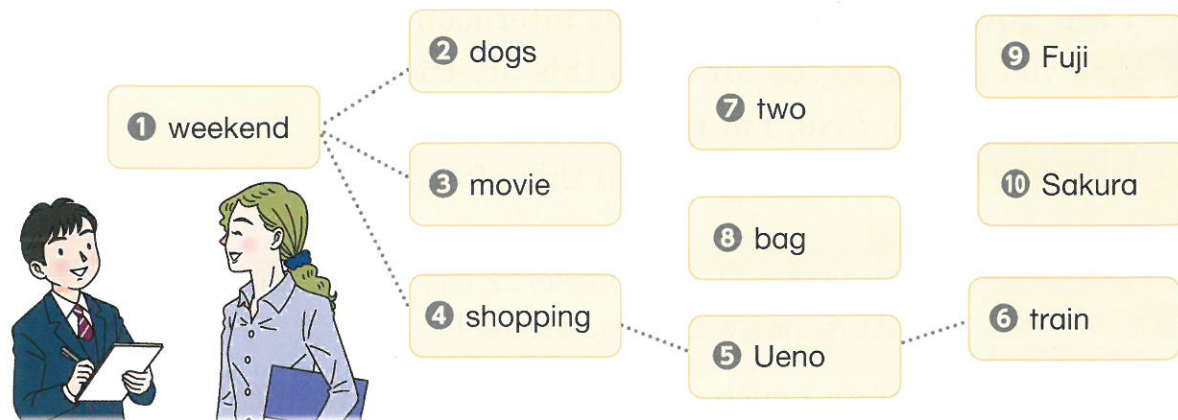 ❶ weekend
❷ dogs
❸ movie
❹ shopping
❺ Ueno
❻ train
❼ two
❽ bag
❾ Fuji
❿ Sakura